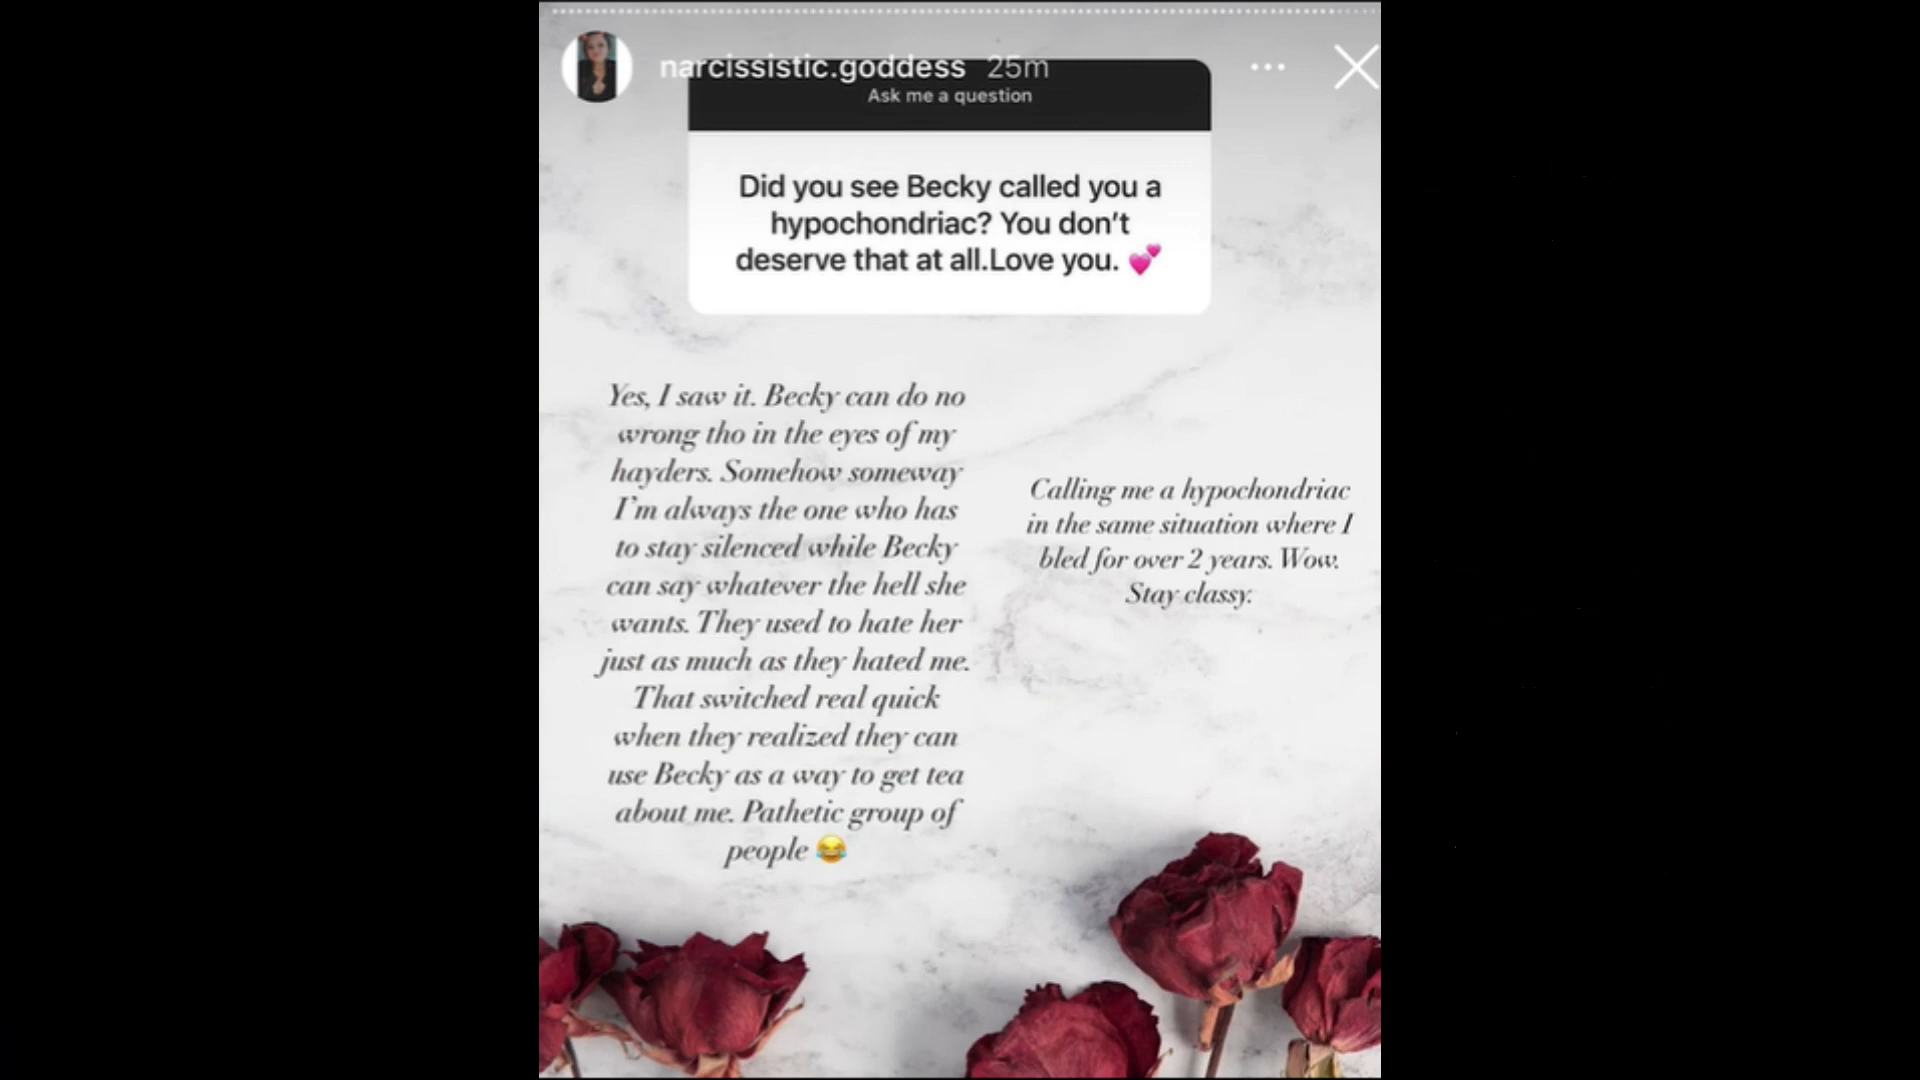 narcissistic.goddess 25m
Ask me a question
Did you see Becky called you a
hypochondriac? You don't
deserve that at all.Love you. 💕
Yes, I saw it. Becky can do no
wrong tho in the eyes of my
hayders. Somehow someway
I'm always the one who has
to stay silenced while Becky
can say whatever the hell she
wants. They used to hate her
just as much as they hated me.
That switched real quick
when they realized they can
use Becky as a way to get tea
about me. Pathetic group of
people 😂
Calling me a hypochondriac
in the same situation where I
bled for over 2 years. Wow.
Stay classy.